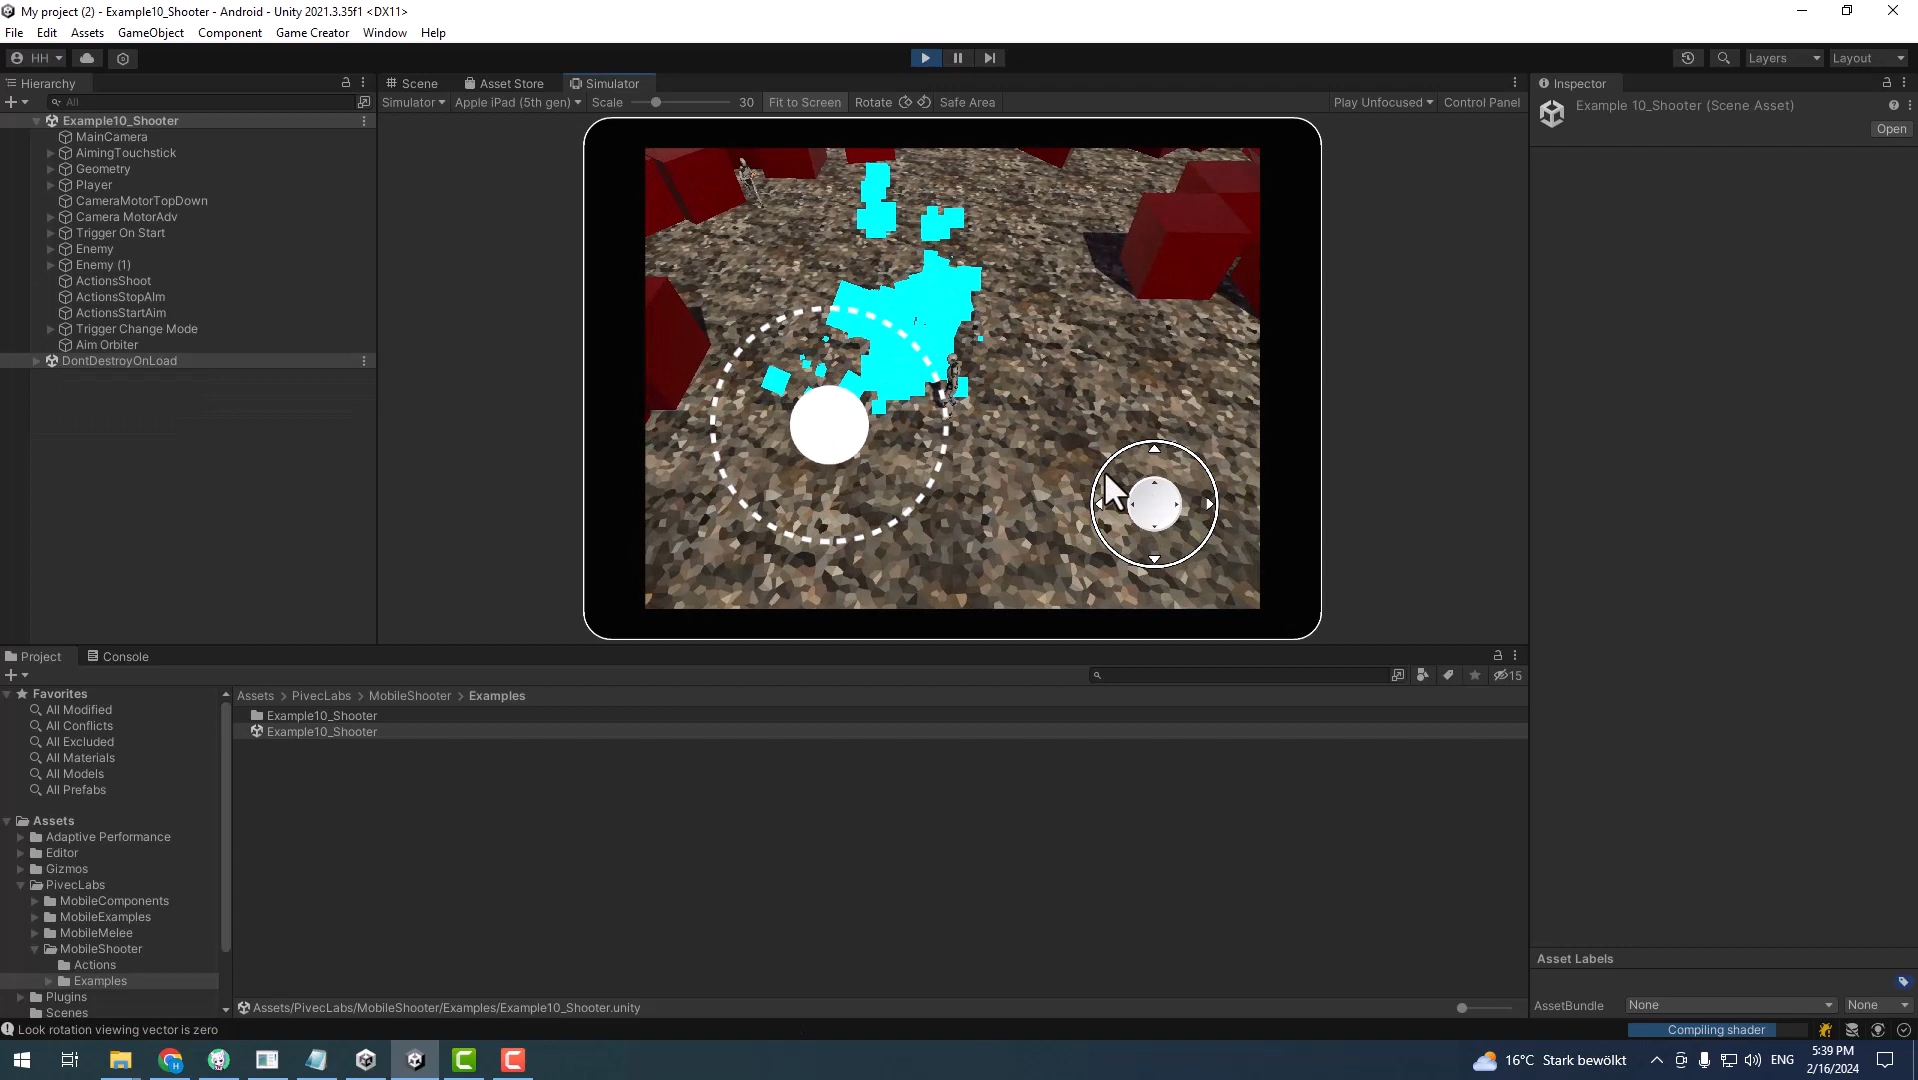 My project (2) - Example10_Shooter - Android - Unity 2021.3.35f1 <DX11>
File Edit Assets GameObject Component Game Creator Window Help
HH Layers Layout
Hierarchy Scene Asset Store Simulator Inspector
All Simulator Apple iPad (5th gen) Scale 30 Fit to Screen Rotate Safe Area Play Unfocused Control Panel
Example 10_Shooter (Scene Asset)
Open
Example10_Shooter
MainCamera
AimingTouchstick
Geometry
Player
CameraMotorTopDown
Camera MotorAdv
Trigger On Start
Enemy
Enemy (1)
ActionsShoot
ActionsStopAIm
ActionsStartAim
Trigger Change Mode
Aim Orbiter
DontDestroyOnLoad
Project Console
15
Favorites
All Modified
All Conflicts
All Excluded
All Materials
All Models
All Prefabs
Assets
Adaptive Performance
Editor
Gizmos
PivecLabs
MobileComponents
MobileExamples
MobileMelee
MobileShooter
Actions
Examples
Plugins
Scenes
Assets > PivecLabs > MobileShooter > Examples
Example10_Shooter
Example10_Shooter
Assets/PivecLabs/MobileShooter/Examples/Example10_Shooter.unity
Asset Labels
AssetBundle None None
Look rotation viewing vector is zero
Compiling shader
16°C Stark bewölkt ENG
5:39 PM
2/16/2024